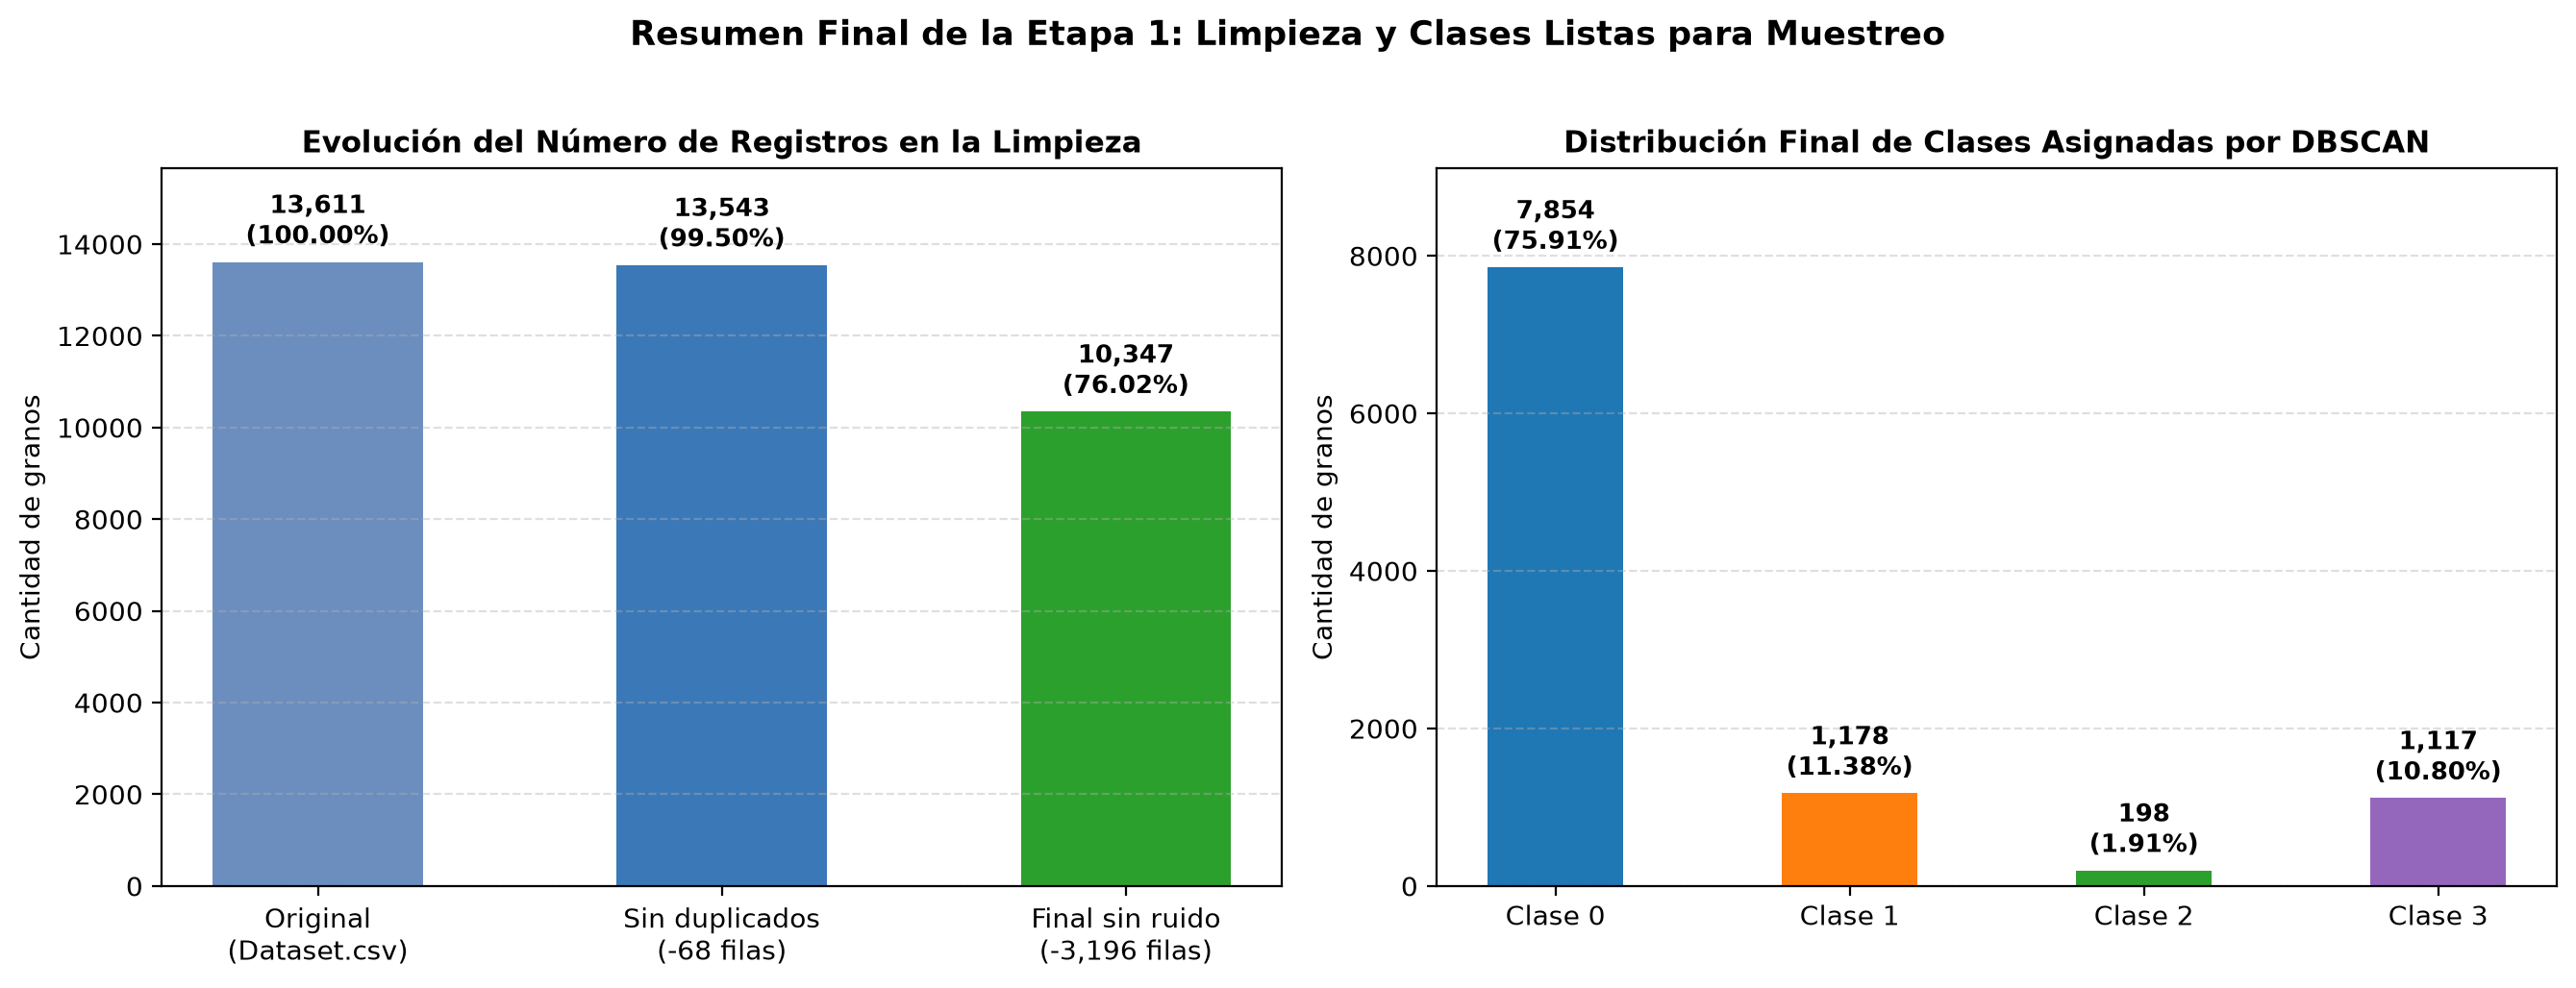 Resumen Final de la Etapa 1: Limpieza y Clases Listas para Muestreo
Evolución del Número de Registros en la Limpieza
Cantidad de granos
14000
12000
10000
8000
6000
4000
2000
0
13,611
(100.00%)
13,543
(99.50%)
10,347
(76.02%)
Original
(Dataset.csv)
Sin duplicados
(-68 filas)
Final sin ruido
(-3,196 filas)
Distribución Final de Clases Asignadas por DBSCAN
Cantidad de granos
8000
6000
4000
2000
0
7,854
(75.91%)
1,178
(11.38%)
198
(1.91%)
1,117
(10.80%)
Clase 0
Clase 1
Clase 2
Clase 3